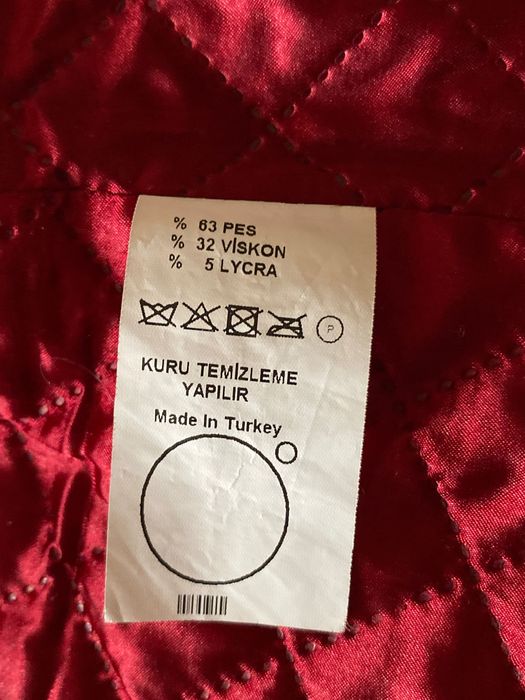 % 63 PES
% 32 VİSKON
% 5 LYCRA
P
KURU TEMİZLEME
YAPILIR
Made In Turkey